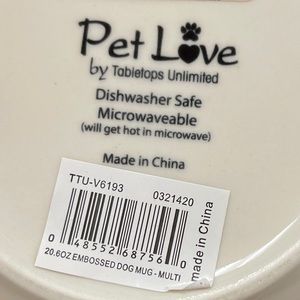 Pet Love
by Tabletops Unlimited
Dishwasher Safe
Microwaveable
(will get hot in microwave)
Made in China
TTU-V6193 0321420
0 48552 68756 0
20.6OZ EMBOSSED DOG MUG - MULTI
made in China